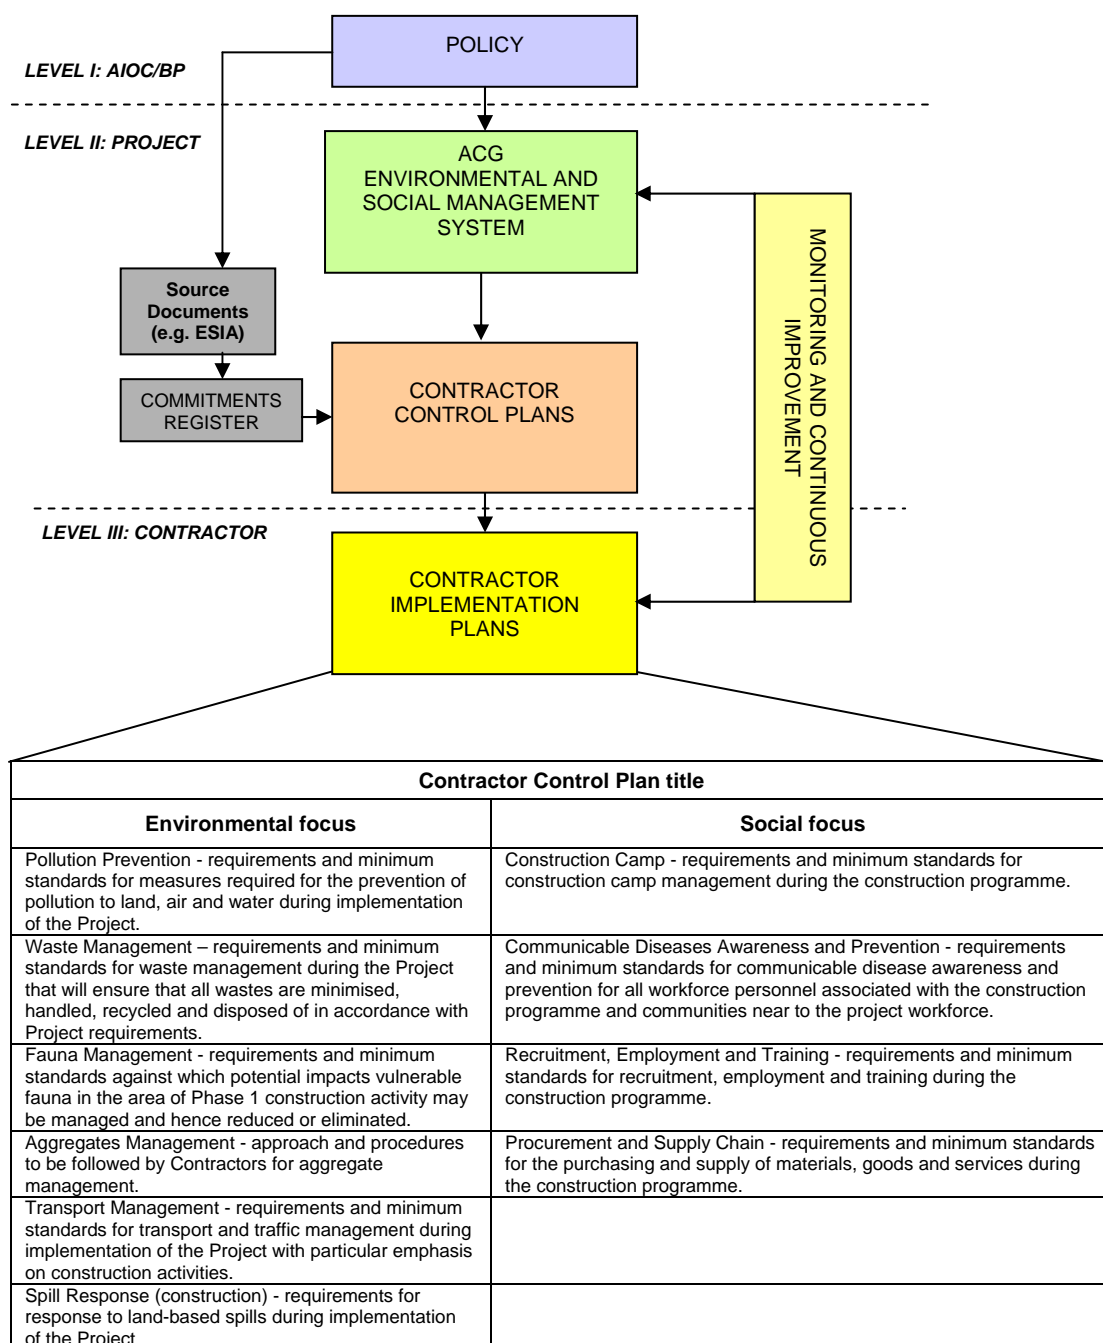 POLICY
LEVEL I: AIOC/BP
LEVEL II: PROJECT
ACG
ENVIRONMENTAL AND
SOCIAL MANAGEMENT
SYSTEM
MONITORING AND CONTINUOUS
IMPROVEMENT
Source
Documents
(e.g. ESIA)
COMMITMENTS
REGISTER
CONTRACTOR
CONTROL PLANS
LEVEL III: CONTRACTOR
CONTRACTOR
IMPLEMENTATION
PLANS
Contractor Control Plan title
Environmental focus
Social focus
Pollution Prevention - requirements and minimum
standards for measures required for the prevention of
pollution to land, air and water during implementation
of the Project.
Construction Camp - requirements and minimum standards for
construction camp management during the construction programme.
Waste Management – requirements and minimum
standards for waste management during the Project
that will ensure that all wastes are minimised,
handled, recycled and disposed of in accordance with
Project requirements.
Communicable Diseases Awareness and Prevention - requirements
and minimum standards for communicable disease awareness and
prevention for all workforce personnel associated with the construction
programme and communities near to the project workforce.
Fauna Management - requirements and minimum
standards against which potential impacts vulnerable
fauna in the area of Phase 1 construction activity may
be managed and hence reduced or eliminated.
Recruitment, Employment and Training - requirements and minimum
standards for recruitment, employment and training during the
construction programme.
Aggregates Management - approach and procedures
to be followed by Contractors for aggregate
management.
Procurement and Supply Chain - requirements and minimum standards
for the purchasing and supply of materials, goods and services during
the construction programme.
Transport Management - requirements and minimum
standards for transport and traffic management during
implementation of the Project with particular emphasis
on construction activities.
Spill Response (construction) - requirements for
response to land-based spills during implementation
of the Project